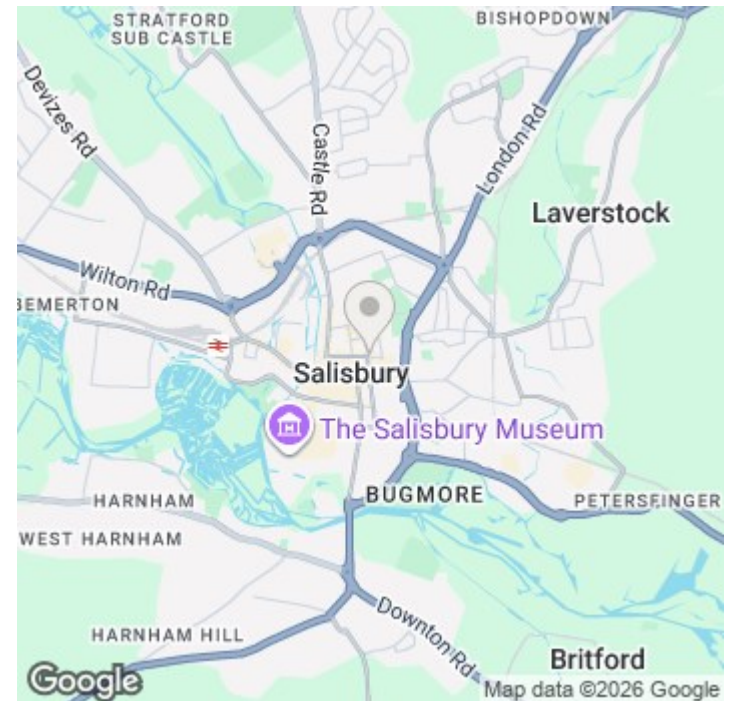 STRATFORD
SUB CASTLE
BISHOPDOWN
Devizes Rd
Castle Rd
London Rd
Laverstock
Wilton Rd
BEMERTON
Salisbury
The Salisbury Museum
BUGMORE
HARNHAM
PETERSFINGER
WEST HARNHAM
Downton Rd
HARNHAM HILL
Britford
Google
Map data ©2026 Google